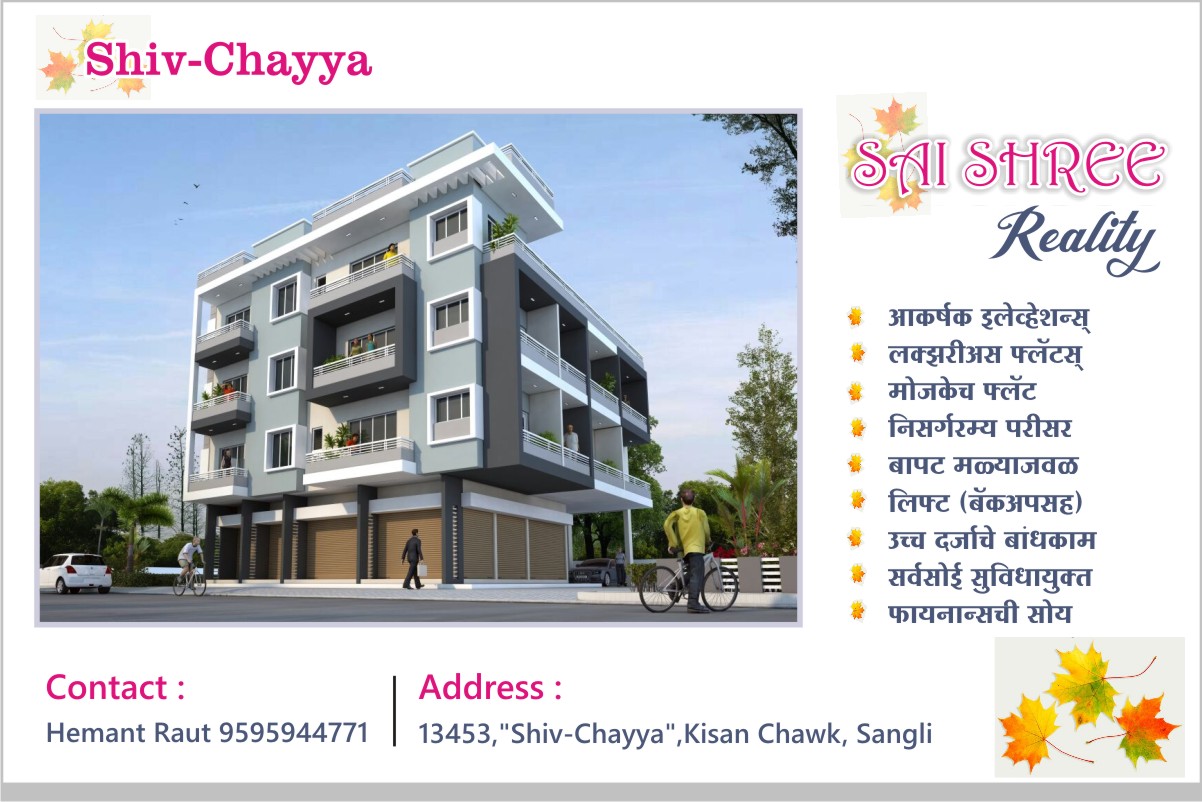 Shiv-Chayya
SAI SHREE
Reality
आकर्षक इलेव्हेशन्स्
लक्झरीअस फ्लॅटस्
मोजकेच फ्लॅट
निसर्गरम्य परीसर
बापट मळ्याजवळ
लिफ्ट (बॅकअपसह)
उच्च दर्जाचे बांधकाम
सर्वसोई सुविधायुक्त
फायनान्सची सोय
Contact :
Hemant Raut 9595944771
Address :
13453,"Shiv-Chayya",Kisan Chawk, Sangli